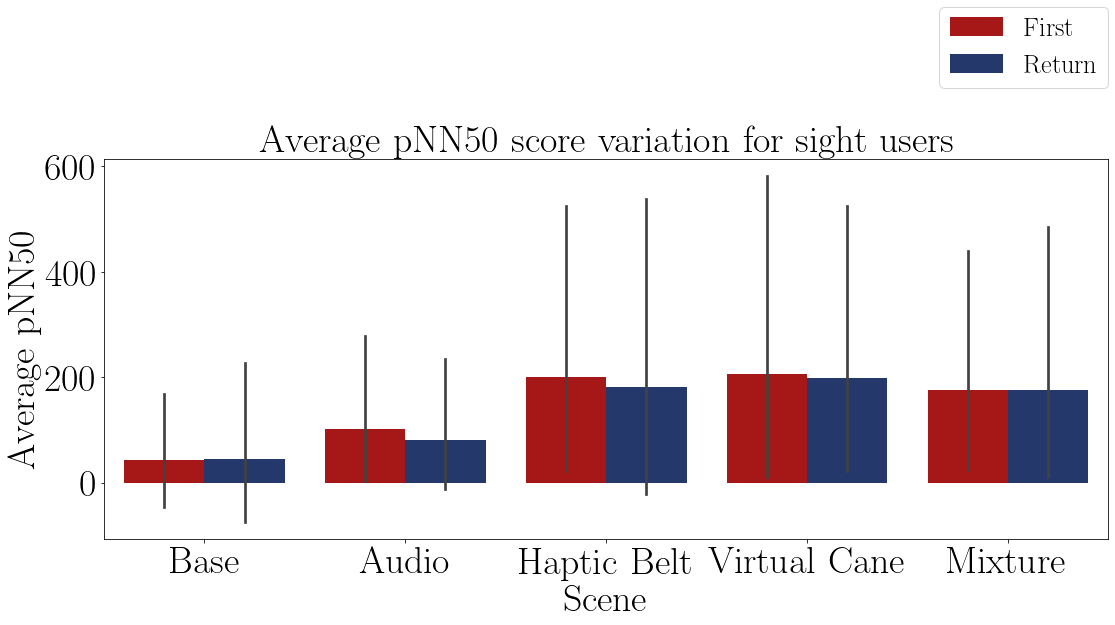 First
Return
Average pNN50 score variation for sight users
Average pNN50
600
400
200
0
Base
Audio
Haptic Belt
Virtual Cane
Mixture
Scene